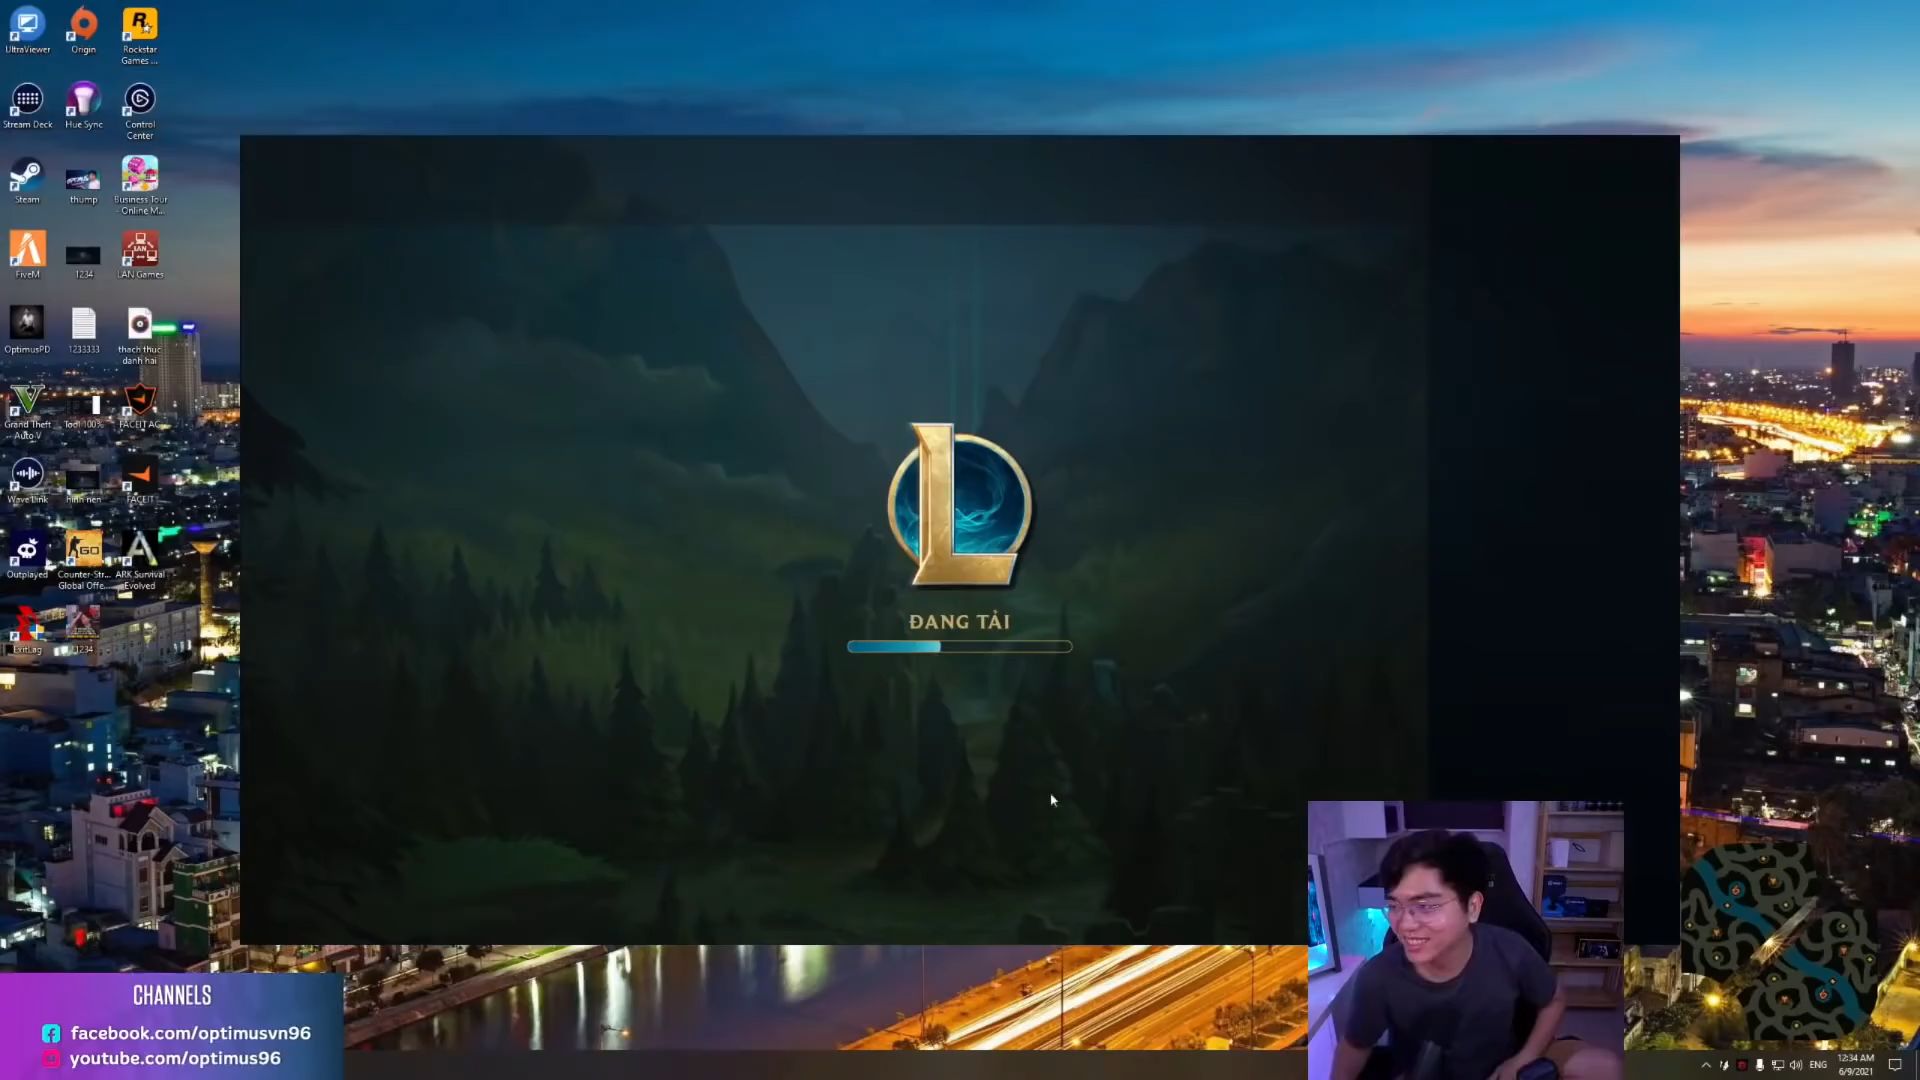 UltraViewer
Origin
Rockstar
Games ...
Stream Deck
Hue Sync
Control
Center
Steam
thump
Business Tour
- Online M...
FiveM
1234
LAN Games
OptimusPD
1233333
thach thuc
danh hai
Grand Theft
Auto V
Tool 100%
FACEIT AC
Wave Link
hinh nen
FACEIT
Outplayed
Counter-Str...
Global Offe...
ARK Survival
Evolved
ExitLag
1234
ĐANG TẢI
CHANNELS
facebook.com/optimusvn96
youtube.com/optimus96
ENG
12:34 AM
6/9/2021